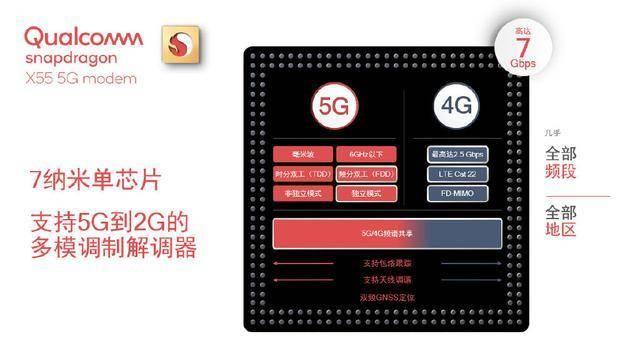 Qualcomm
snapdragon
X55 5G modem
高达
7
Gbps
7纳米单芯片
支持5G到2G的
多模调制解调器
5G
4G
毫米波
6GHz以下
时分双工（TDD）
频分双工（FDD）
非独立模式
独立模式
最高达2.5 Gbps
LTE Cat 22
FD-MIMO
5G/4G频谱共享
支持包络跟踪
支持天线调谐
双频GNSS定位
几乎
全部
频段
全部
地区